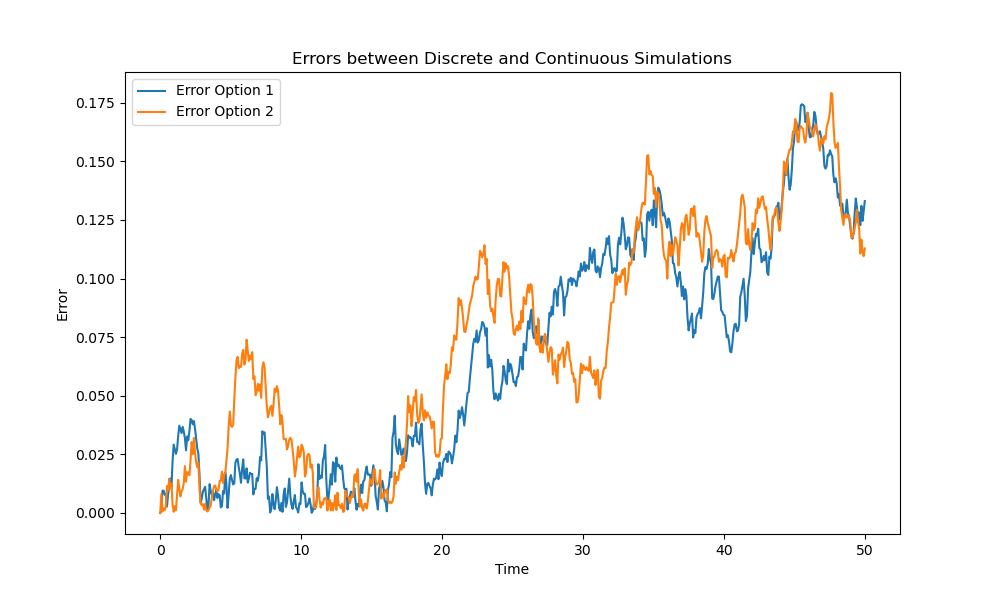 Errors between Discrete and Continuous Simulations
Error Option 1
Error Option 2
Error
0.175
0.150
0.125
0.100
0.075
0.050
0.025
0.000
0 10 20 30 40 50
Time